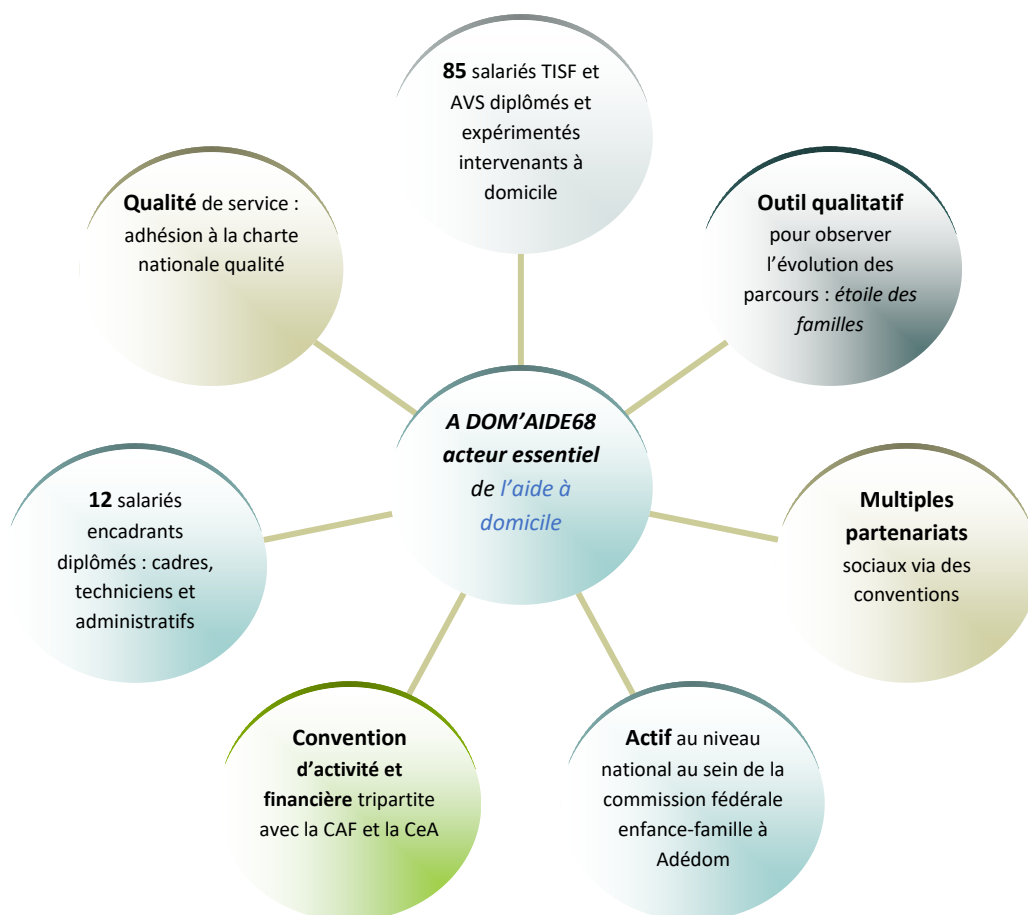 85 salariés TISF et
AVS diplômés et
expérimentés
intervenants à
domicile
Qualité de service :
adhésion à la charte
nationale qualité
Outil qualitatif
pour observer
l’évolution des
parcours : étoile des
familles
A DOM’AIDE68
acteur essentiel
de l’aide à
domicile
12 salariés
encadrants
diplômés : cadres,
techniciens et
administratifs
Multiples
partenariats
sociaux via des
conventions
Convention
d’activité et
financière tripartite
avec la CAF et la CeA
Actif au niveau
national au sein de la
commission fédérale
enfance-famille à
Adédom